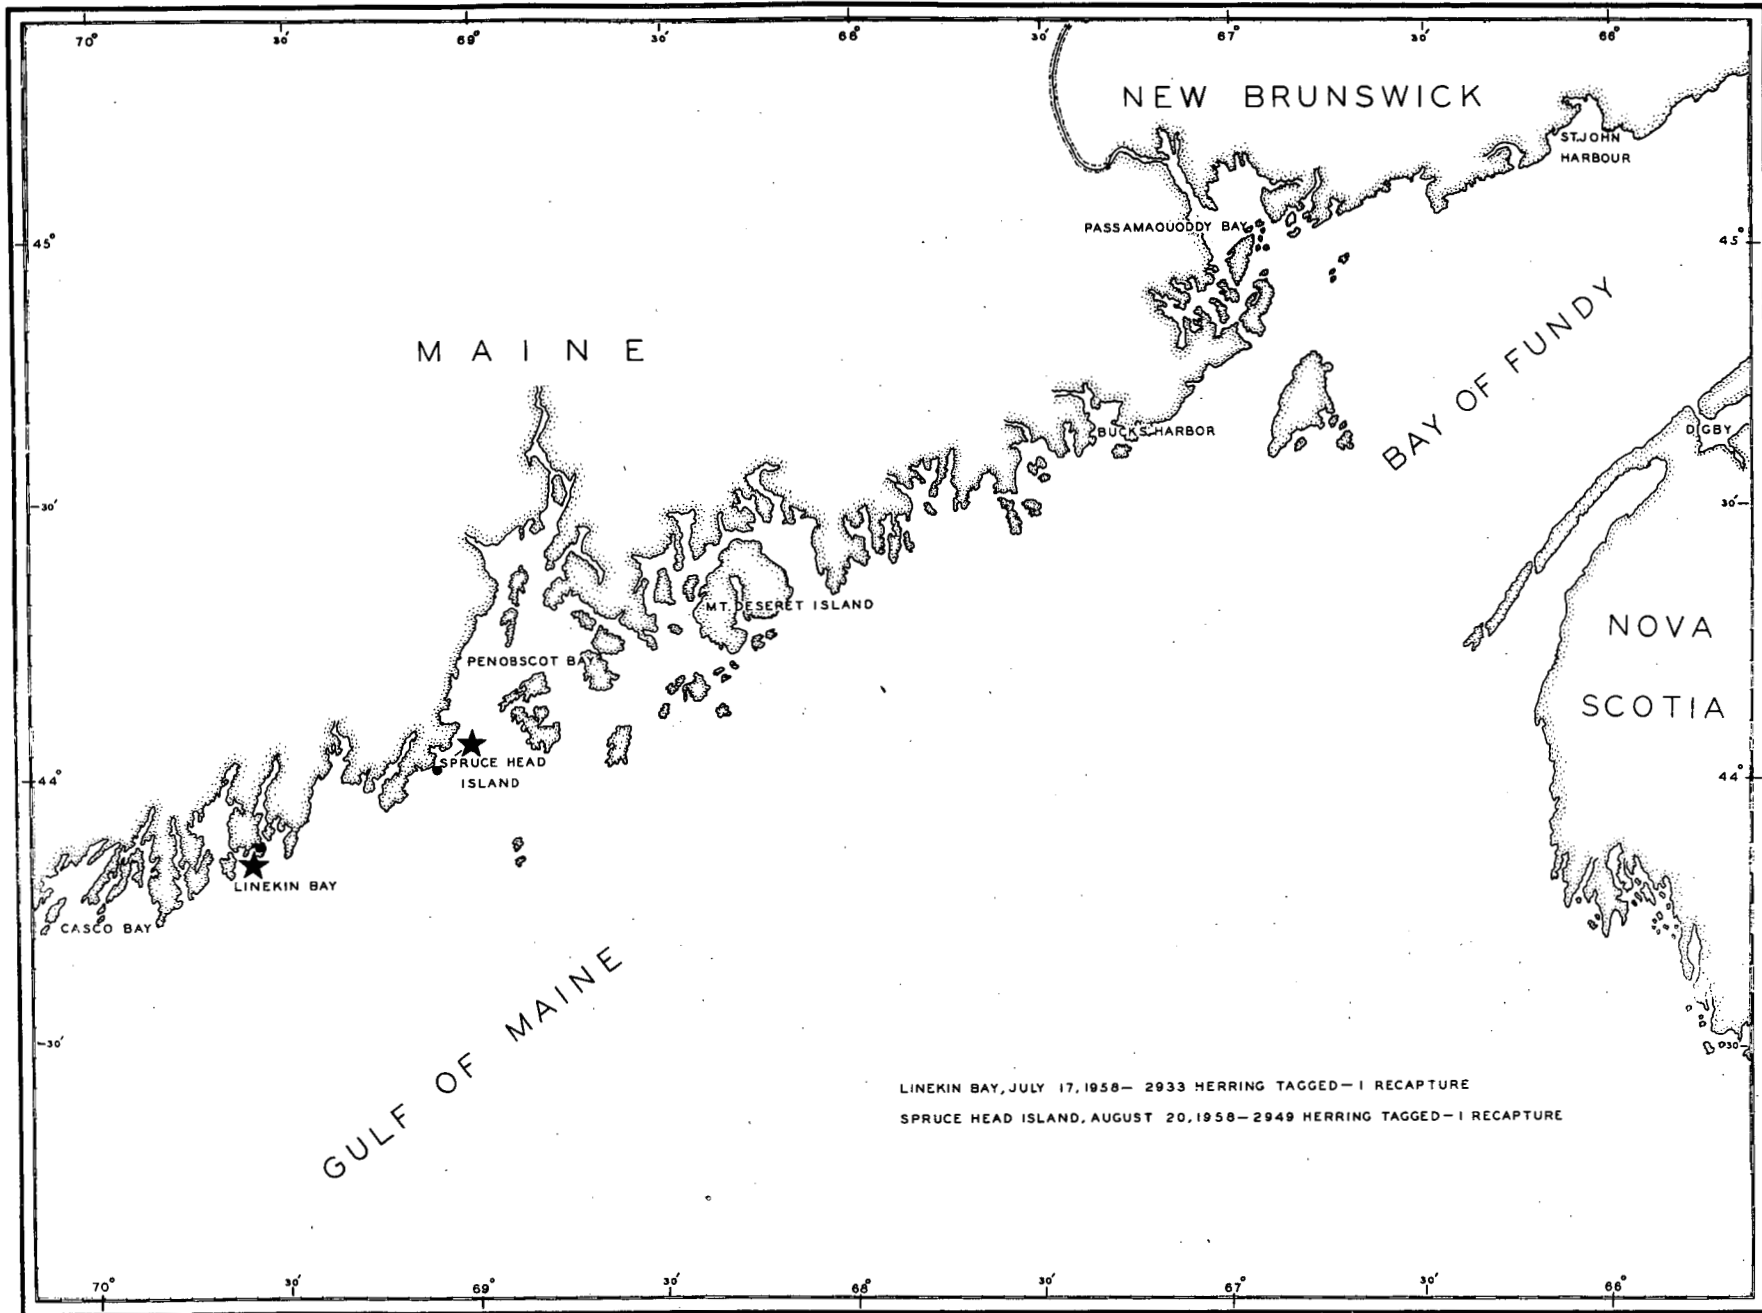 70° 30' 69° 30' 68° 30' 67° 30' 66°
NEW BRUNSWICK
ST.JOHN
HARBOUR
PASSAMAQUODDY BAY
45° 45°
BAY OF FUNDY
MAINE
BUCKS HARBOR
DIGBY
30' 30'
MT. DESERET ISLAND
NOVA
SCOTIA
PENOBSCOT BAY
SPRUCE HEAD
ISLAND
44° 44°
LINEKIN BAY
CASCO BAY
GULF OF MAINE
30' 30'
LINEKIN BAY, JULY 17, 1958— 2933 HERRING TAGGED—1 RECAPTURE
SPRUCE HEAD ISLAND, AUGUST 20, 1958—2949 HERRING TAGGED—1 RECAPTURE
70° 30' 69° 30' 68° 30' 67° 30' 66°